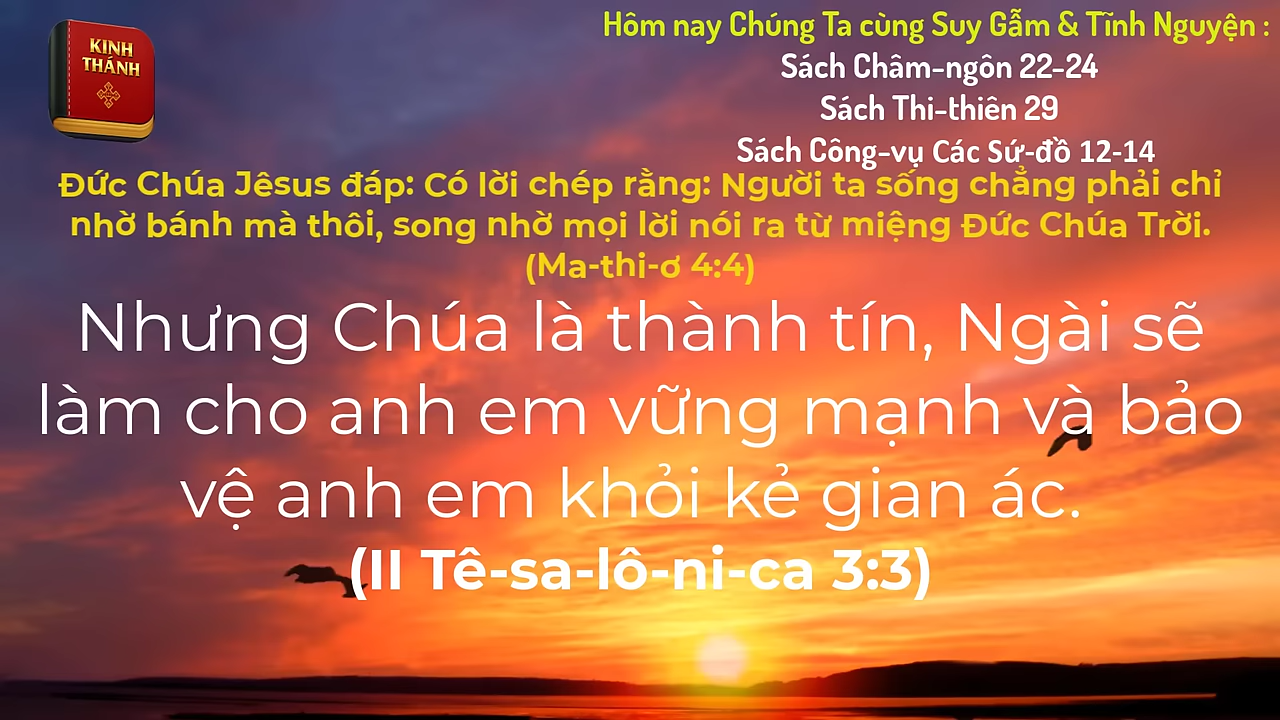 KINH
THÁNH
Hôm nay Chúng Ta cùng Suy Gẫm & Tĩnh Nguyện :
Sách Châm-ngôn 22-24
Sách Thi-thiên 29
Sách Công-vụ Các Sứ-đồ 12-14
Đức Chúa Jêsus đáp: Có lời chép rằng: Người ta sống chẳng phải chỉ
nhờ bánh mà thôi, song nhờ mọi lời nói ra từ miệng Đức Chúa Trời.
(Ma-thi-ơ 4:4)
Nhưng Chúa là thành tín, Ngài sẽ
làm cho anh em vững mạnh và bảo
vệ anh em khỏi kẻ gian ác.
(II Tê-sa-lô-ni-ca 3:3)